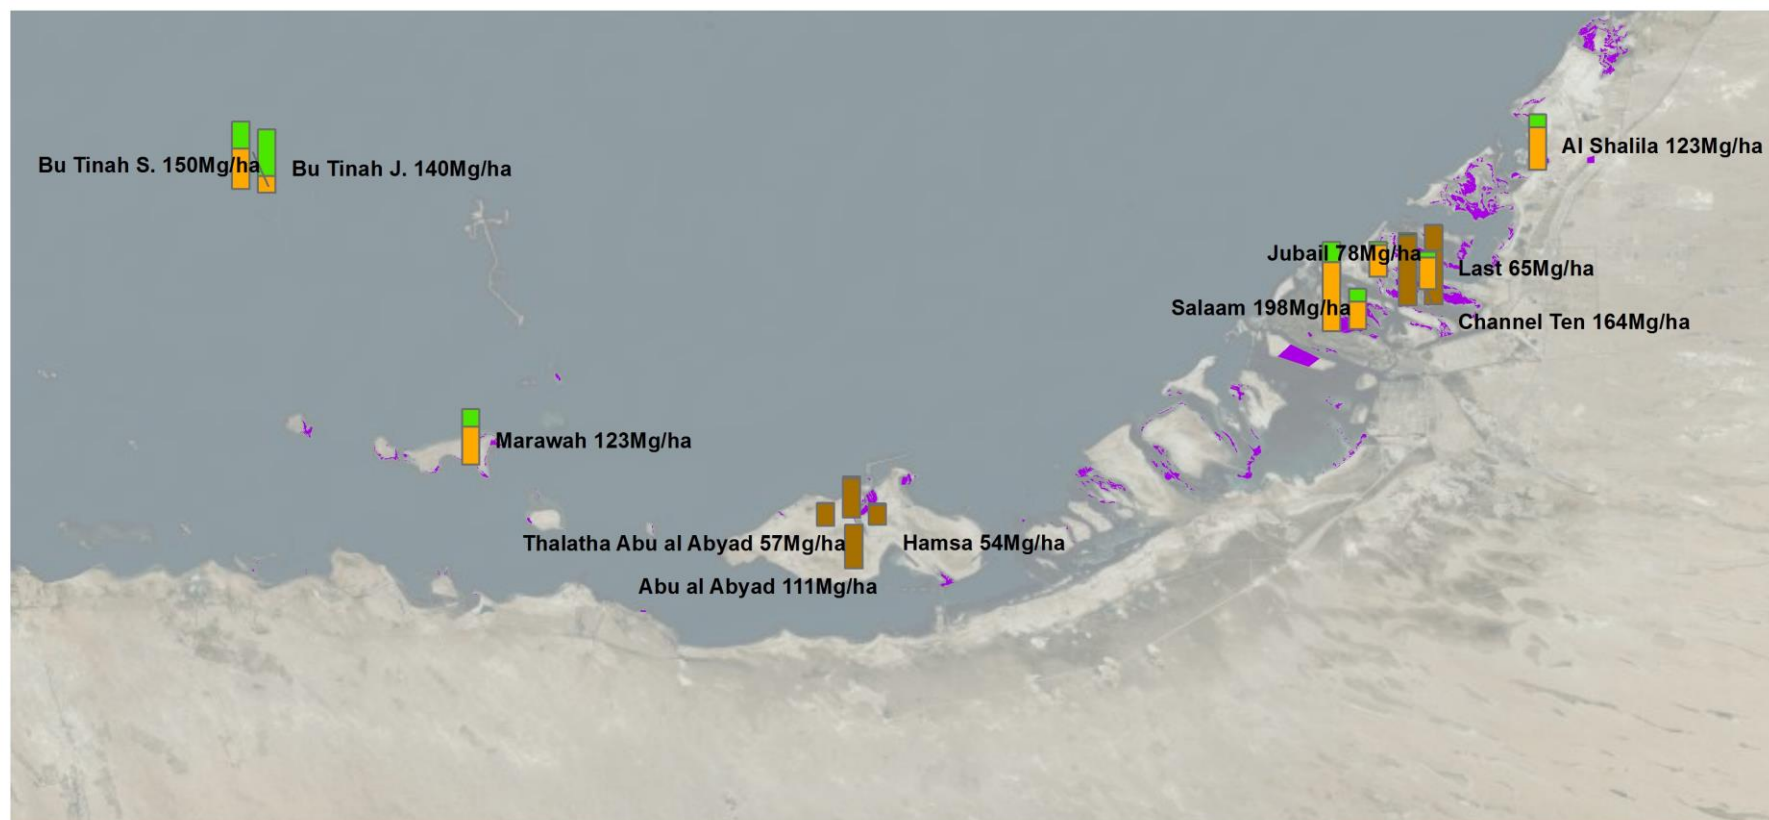 Al Shalila 123Mg/ha
Bu Tinah S. 150Mg/ha
Bu Tinah J. 140Mg/ha
Jubail 78Mg/ha
Last 65Mg/ha
Salaam 198Mg/ha
Channel Ten 164Mg/ha
Marawah 123Mg/ha
Thalatha Abu al Abyad 57Mg/ha
Hamsa 54Mg/ha
Abu al Abyad 111Mg/ha